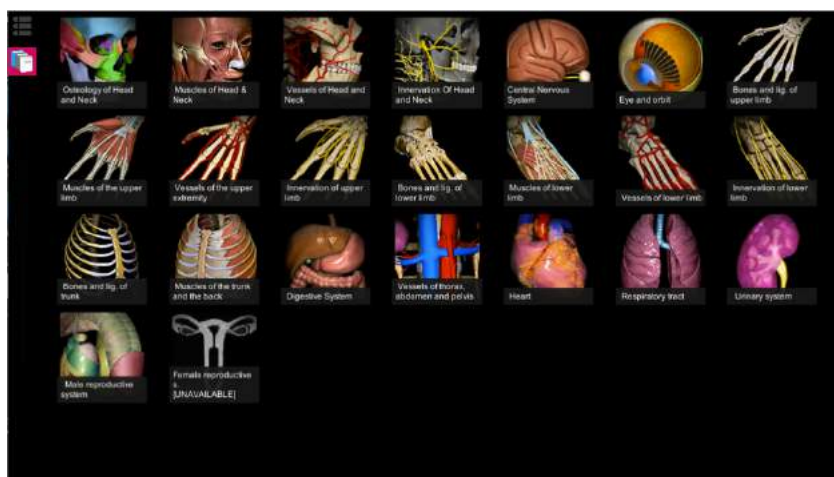 Osteology of Head
and Neck
Muscles of Head &
Neck
Vessels of Head and
Neck
Innervation Of Head
and Neck
Central Nervous
System
Eye and orbit
Bones and lig. of
upper limb
Muscles of the upper
limb
Vessels of the upper
extremity
Innervation of upper
limb
Bones and lig. of
lower limb
Muscles of lower
limb
Vessels of lower limb
Innervation of lower
limb
Bones and lig. of
trunk
Muscles of the trunk
and the back
Digestive System
Vessels of thorax,
abdomen and pelvis
Heart
Respiratory tract
Urinary system
Male reproductive
system
Female reproductive
s.
[UNAVAILABLE]